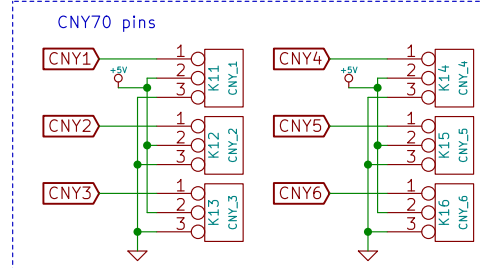 CNY70 pins
CNY1 +5V 1 2 3 K11 CNY_1
CNY2 1 2 3 K12 CNY_2
CNY3 1 2 3 K13 CNY_3
CNY4 +5V 1 2 3 K14 CNY_4
CNY5 1 2 3 K15 CNY_5
CNY6 1 2 3 K16 CNY_6